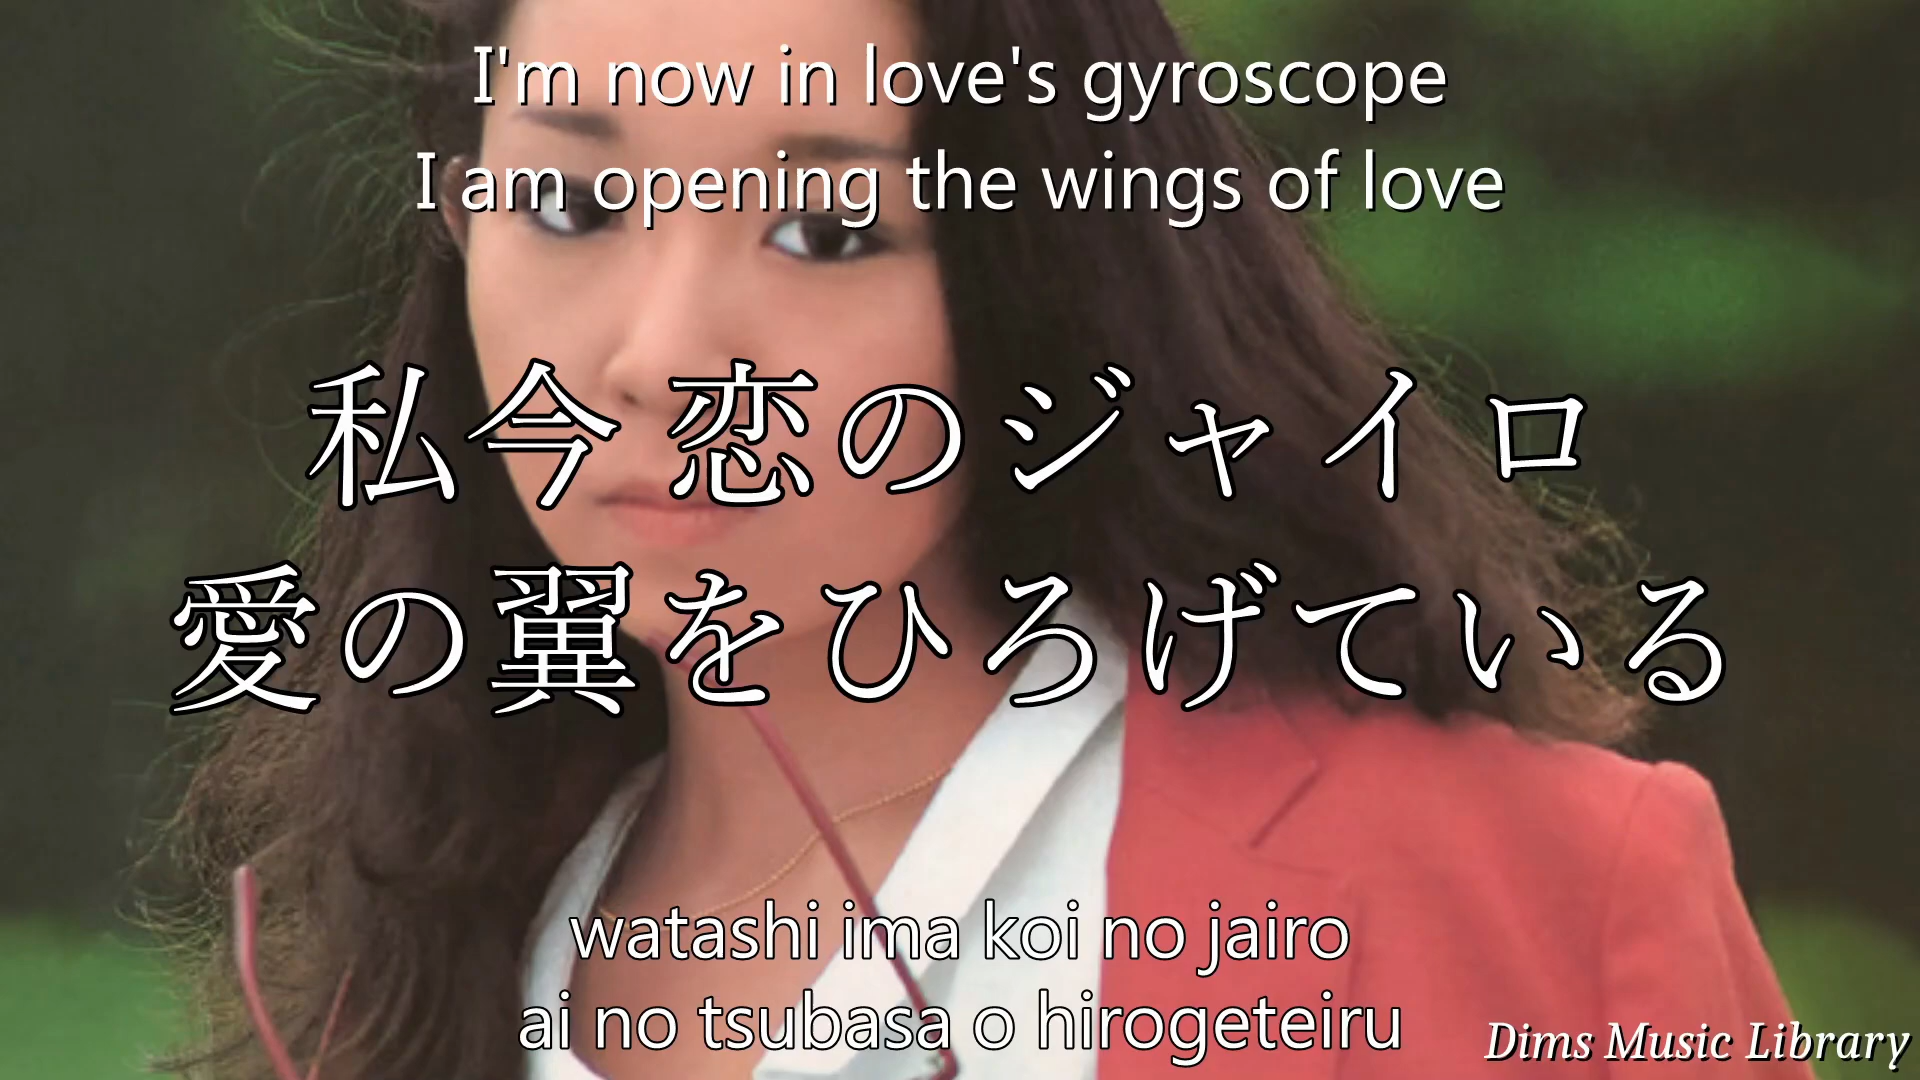 I'm now in love's gyroscope
I am opening the wings of love
私今 恋のジャイロ
愛の翼をひろげている
watashi ima koi no jairo
ai no tsubasa o hirogeteiru
Dims Music Library